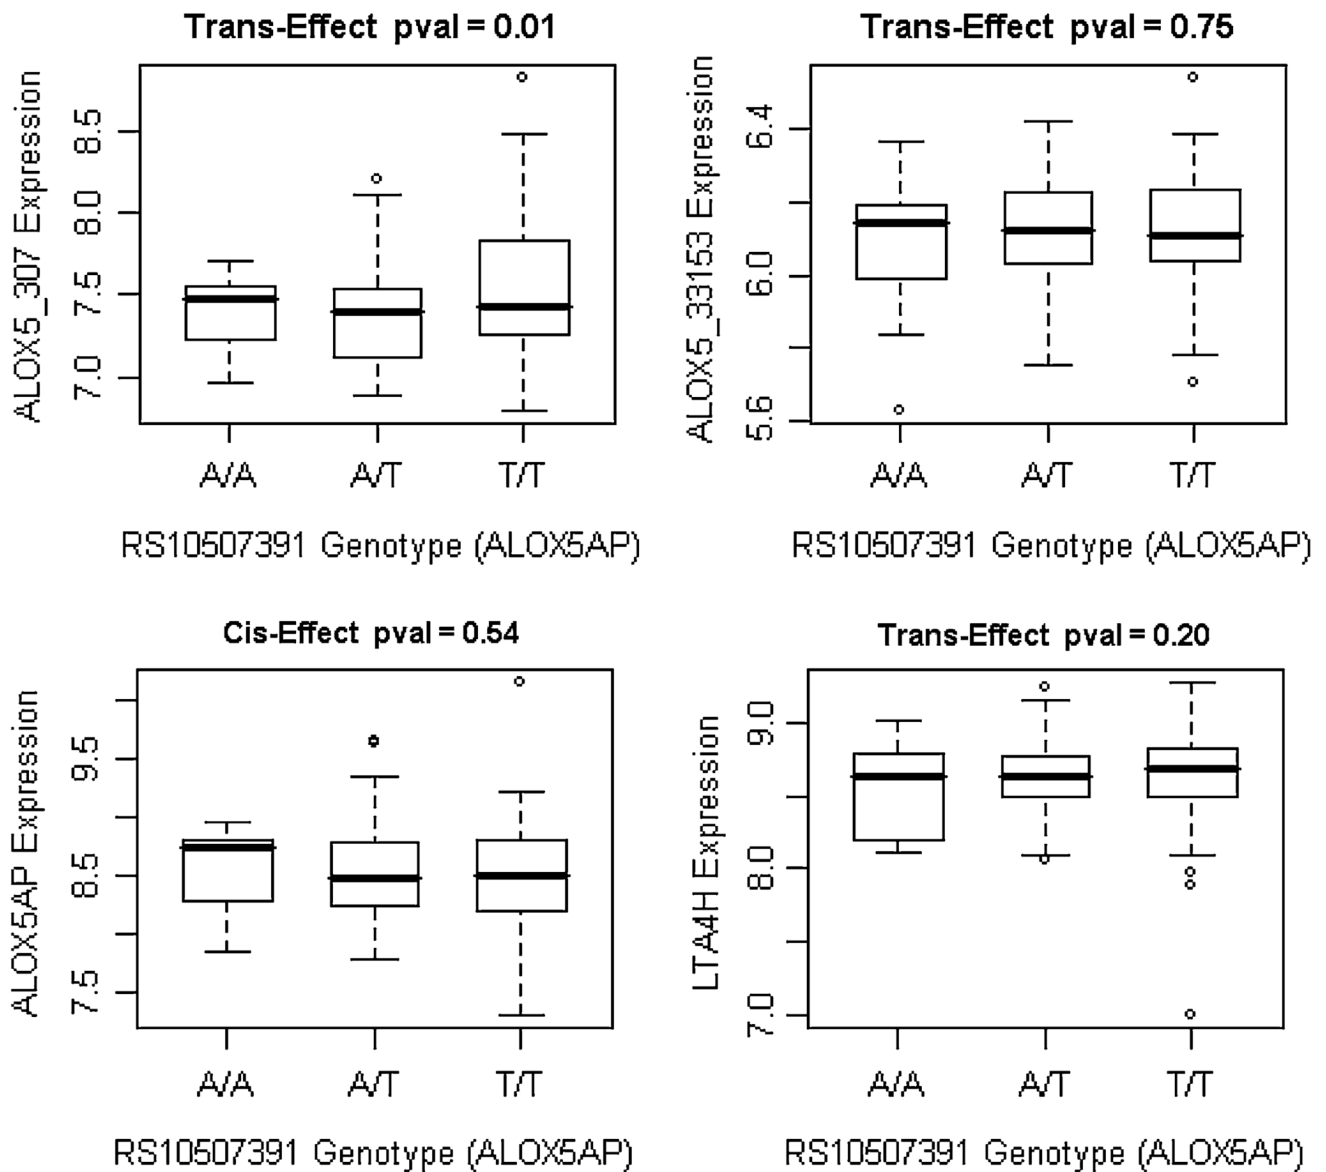 Trans-Effect pval = 0.01
ALOX5_307 Expression
8.5
8.0
7.5
7.0
A/A A/T T/T
RS10507391 Genotype (ALOX5AP)
Trans-Effect pval = 0.75
ALOX5_33153 Expression
6.4
6.0
5.6
A/A A/T T/T
RS10507391 Genotype (ALOX5AP)
Cis-Effect pval = 0.54
ALOX5AP Expression
9.5
8.5
7.5
A/A A/T T/T
RS10507391 Genotype (ALOX5AP)
Trans-Effect pval = 0.20
LTA4H Expression
9.0
8.0
7.0
A/A A/T T/T
RS10507391 Genotype (ALOX5AP)